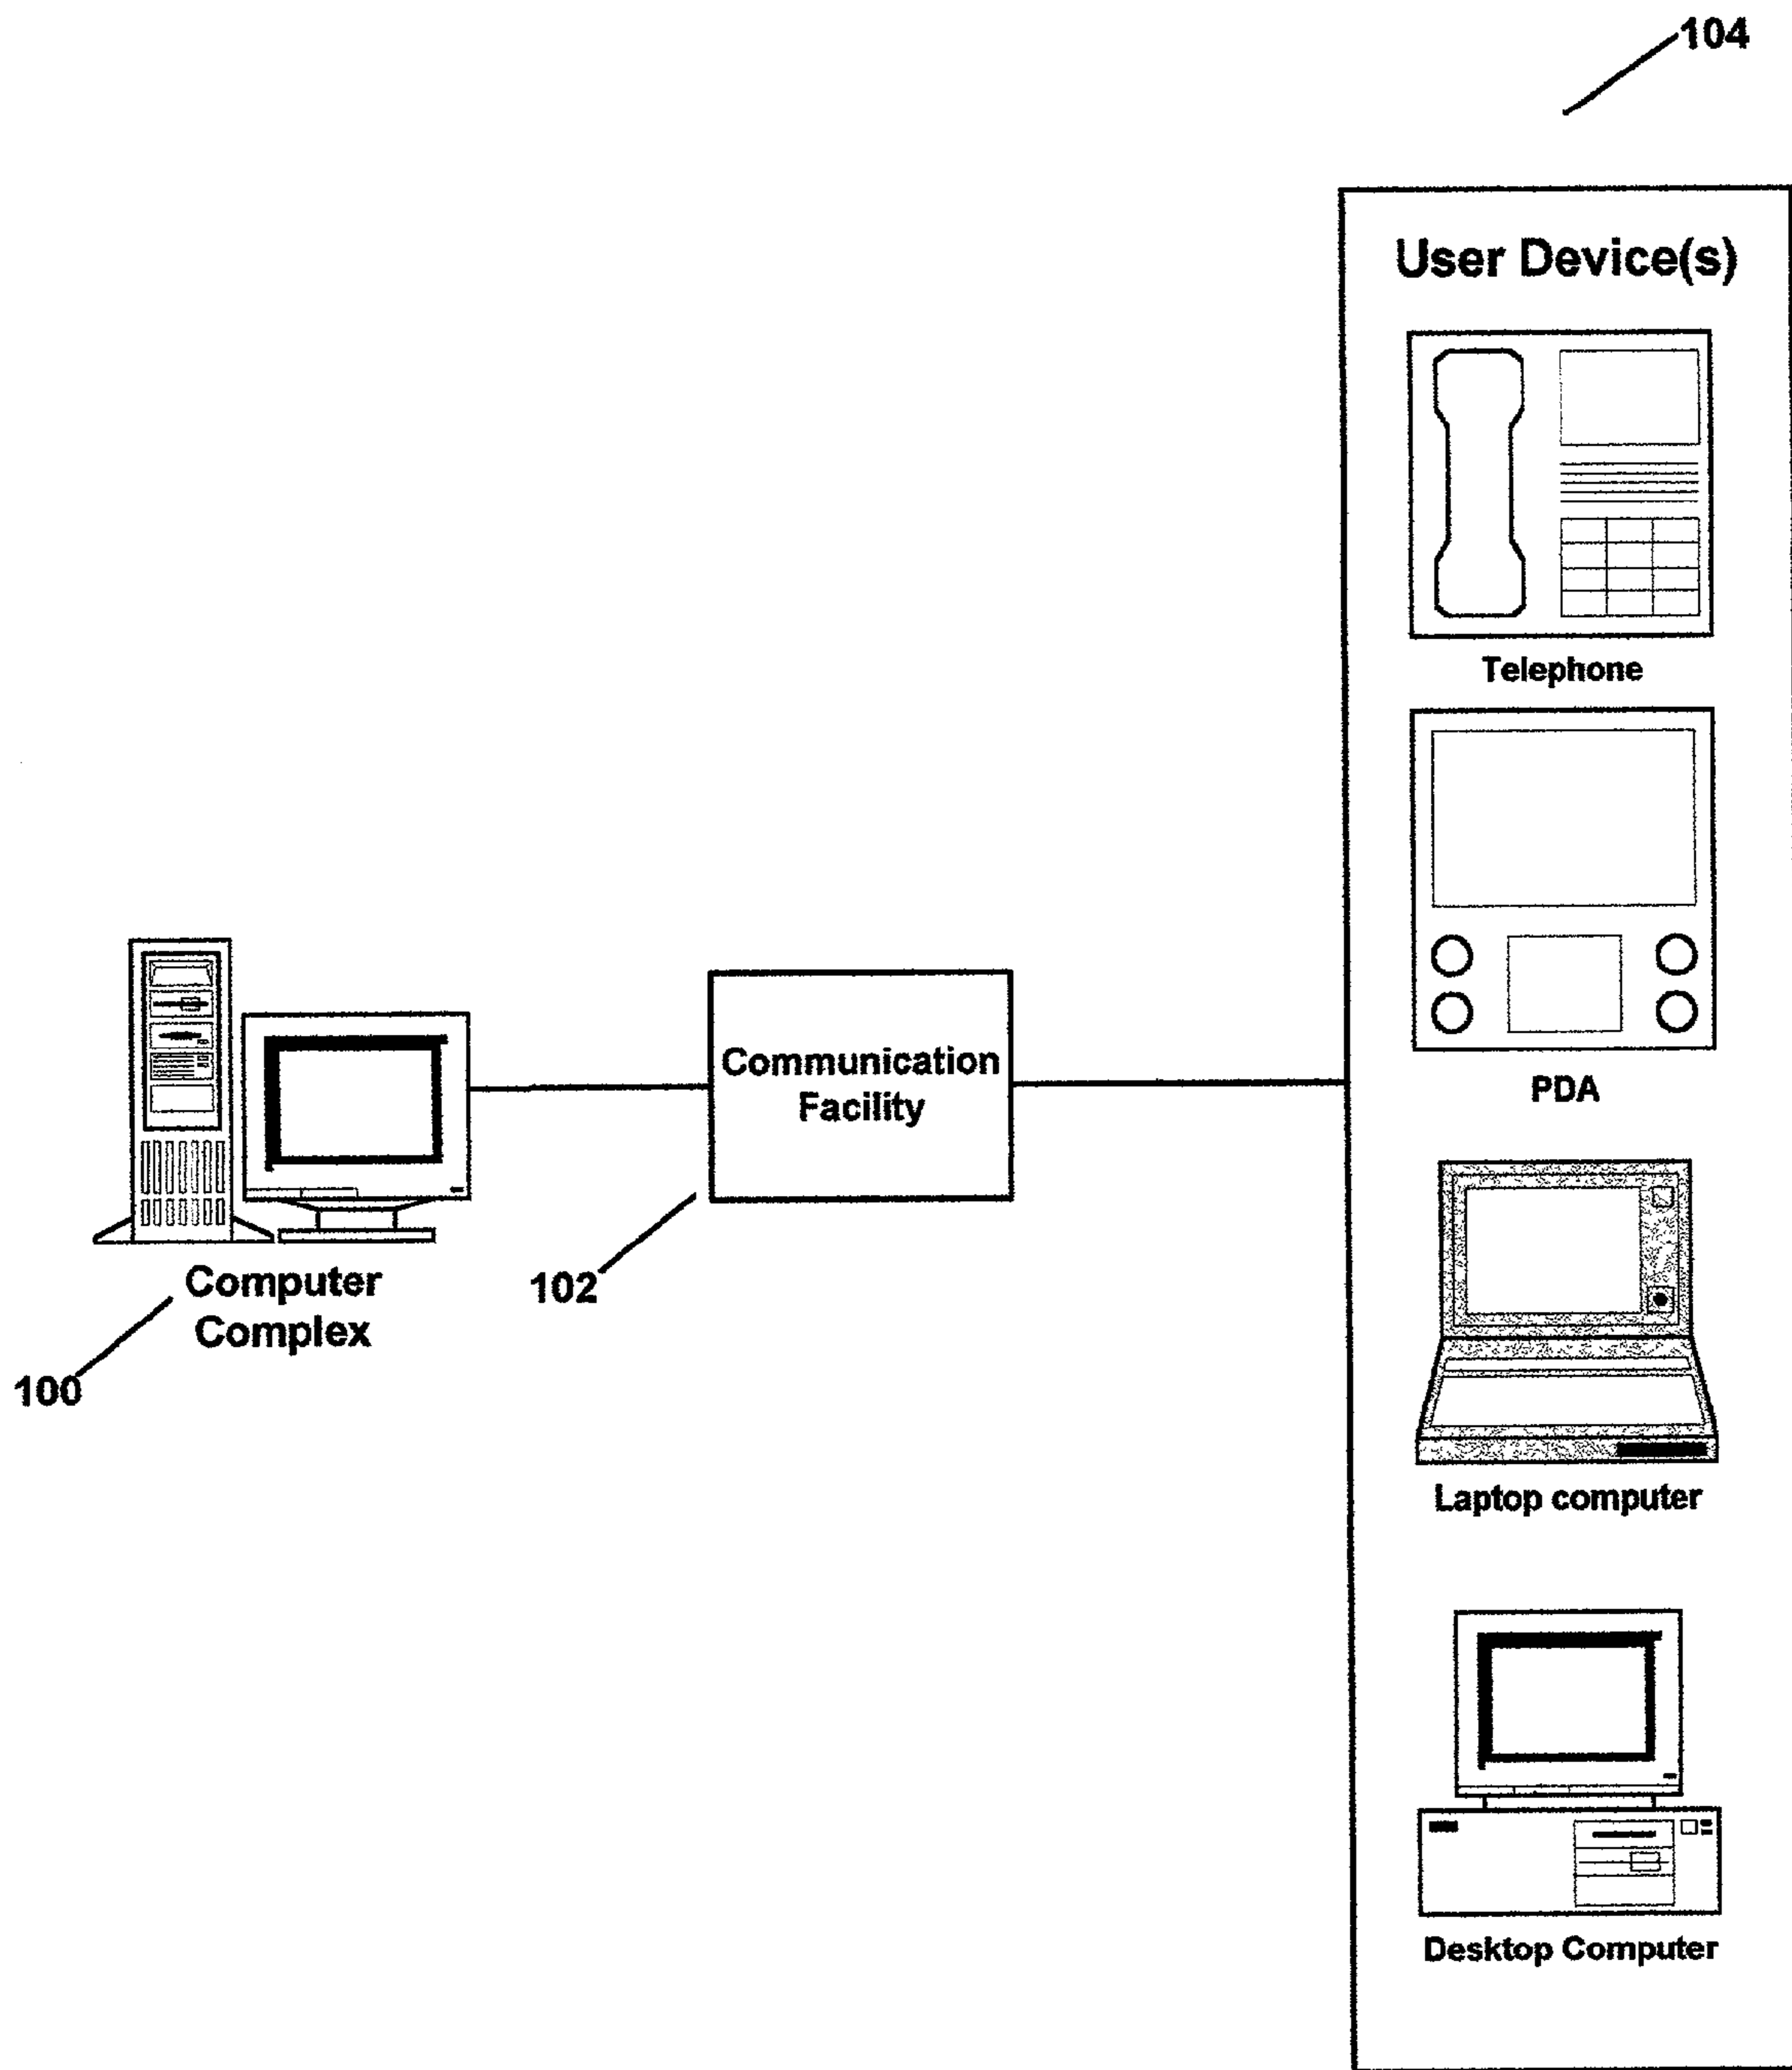 104
User Device(s)
Telephone
PDA
Communication
Facility
Computer
Complex
102
100
Laptop computer
Desktop Computer